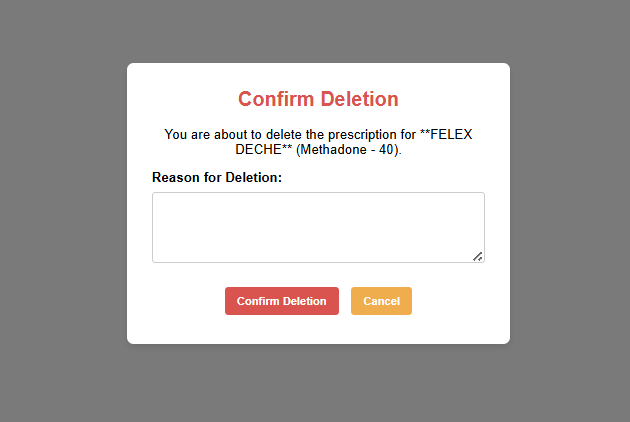 Confirm Deletion
You are about to delete the prescription for **FELEX
DECHE** (Methadone - 40).
Reason for Deletion:
Confirm Deletion
Cancel